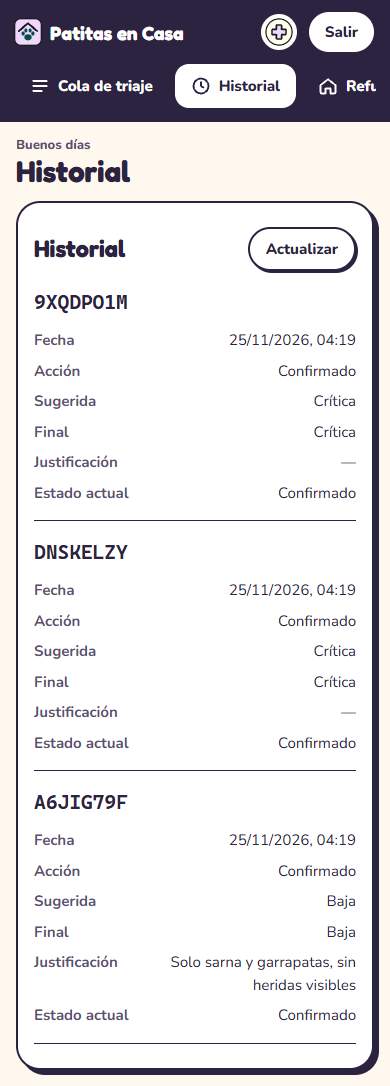 Patitas en Casa
Salir
Cola de triaje
Historial
Refu
Buenos días
Historial
Historial
Actualizar
9XQDPO1M
Fecha 25/11/2026, 04:19
Acción Confirmado
Sugerida Crítica
Final Crítica
Justificación —
Estado actual Confirmado
DNSKELZY
Fecha 25/11/2026, 04:19
Acción Confirmado
Sugerida Crítica
Final Crítica
Justificación —
Estado actual Confirmado
A6JIG79F
Fecha 25/11/2026, 04:19
Acción Confirmado
Sugerida Baja
Final Baja
Justificación Solo sarna y garrapatas, sin
heridas visibles
Estado actual Confirmado